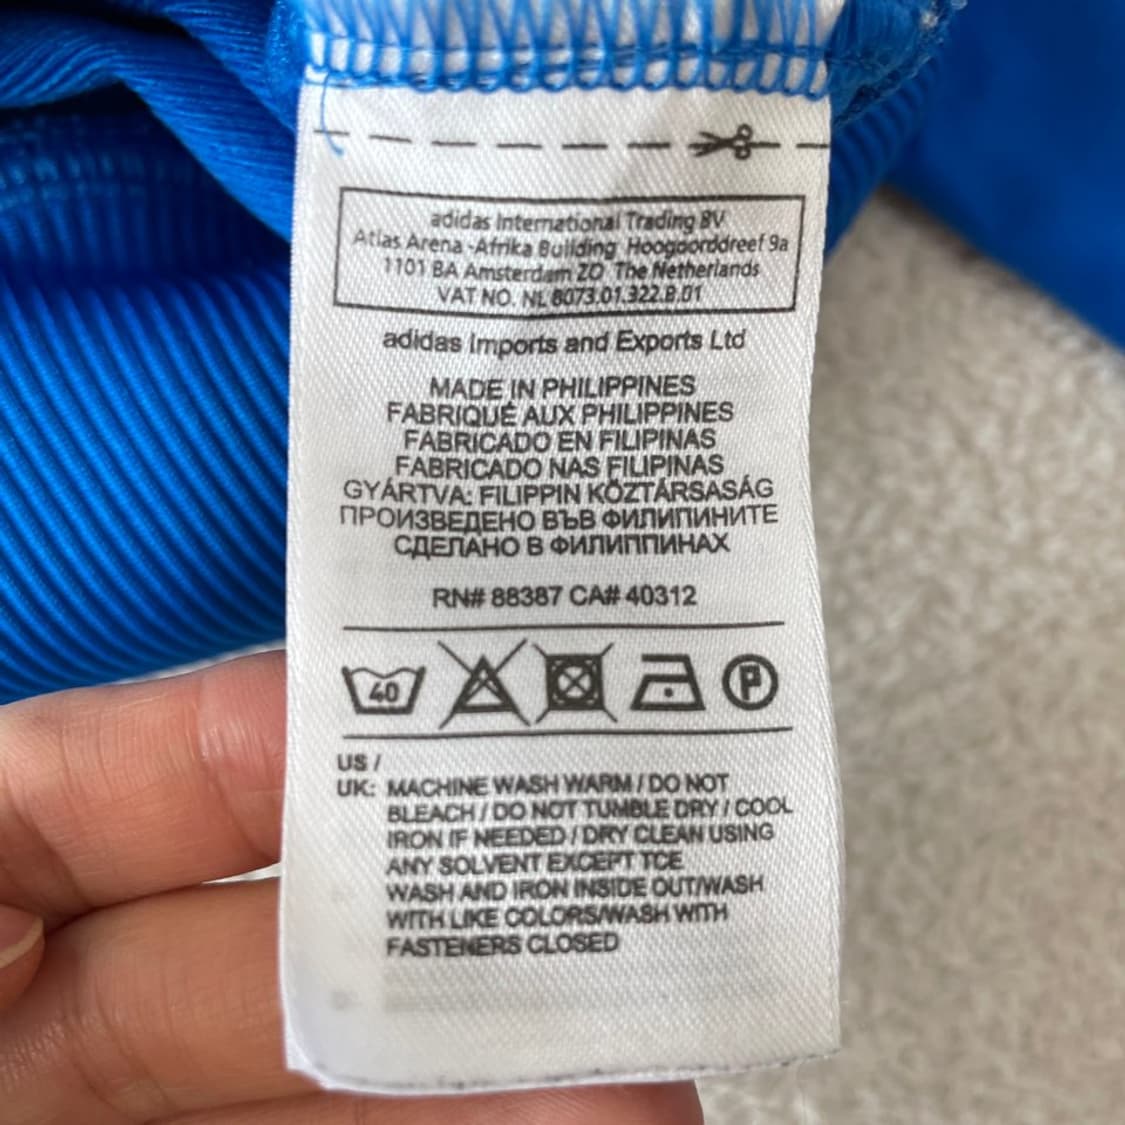 adidas International Trading BV
Atlas Arena -Afrika Building Hoogoorddreef 9a
1101 BA Amsterdam ZO The Netherlands
VAT NO. NL 8073.01.322.B.01
adidas Imports and Exports Ltd
MADE IN PHILIPPINES
FABRIQUÉ AUX PHILIPPINES
FABRICADO EN FILIPINAS
FABRICADO NAS FILIPINAS
GYÁRTVA: FILIPPIN KÖZTÁRSASÁG
ПРОИЗВЕДЕНО ВЪВ ФИЛИПИНИТЕ
СДЕЛАНО В ФИЛИППИНАХ
RN# 88387 CA# 40312
40 P
US /
UK: MACHINE WASH WARM / DO NOT
BLEACH / DO NOT TUMBLE DRY / COOL
IRON IF NEEDED / DRY CLEAN USING
ANY SOLVENT EXCEPT TCE
WASH AND IRON INSIDE OUT/WASH
WITH LIKE COLORS/WASH WITH
FASTENERS CLOSED